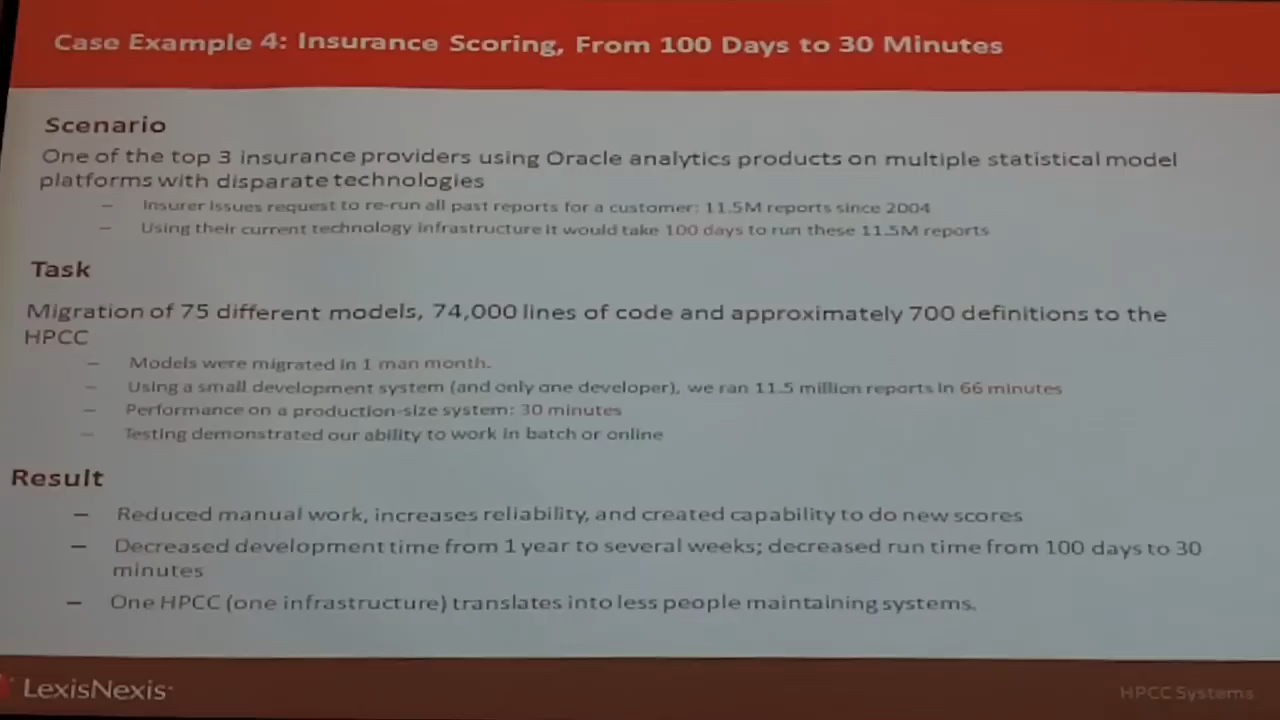 Case Example 4: Insurance Scoring, From 100 Days to 30 Minutes
Scenario
One of the top 3 insurance providers using Oracle analytics products on multiple statistical model
platforms with disparate technologies
– Insurer issues request to re-run all past reports for a customer: 11.5M reports since 2004
– Using their current technology infrastructure it would take 100 days to run these 11.5M reports
Task
Migration of 75 different models, 74,000 lines of code and approximately 700 definitions to the
HPCC
– Models were migrated in 1 man month.
– Using a small development system (and only one developer), we ran 11.5 million reports in 66 minutes
– Performance on a production-size system: 30 minutes
– Testing demonstrated our ability to work in batch or online
Result
– Reduced manual work, increases reliability, and created capability to do new scores
– Decreased development time from 1 year to several weeks; decreased run time from 100 days to 30
minutes
– One HPCC (one infrastructure) translates into less people maintaining systems.
LexisNexis
HPCC Systems